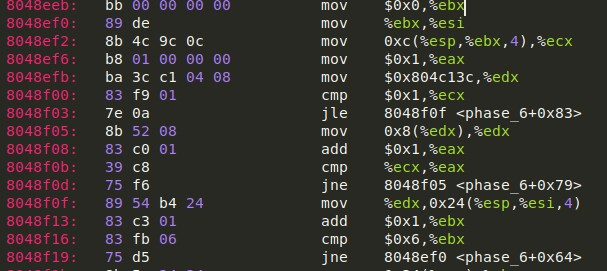 8048eeb: bb 00 00 00 00 mov $0x0,%ebx
8048ef0: 89 de mov %ebx,%esi
8048ef2: 8b 4c 9c 0c mov 0xc(%esp,%ebx,4),%ecx
8048ef6: b8 01 00 00 00 mov $0x1,%eax
8048efb: ba 3c c1 04 08 mov $0x804c13c,%edx
8048f00: 83 f9 01 cmp $0x1,%ecx
8048f03: 7e 0a jle 8048f0f <phase_6+0x83>
8048f05: 8b 52 08 mov 0x8(%edx),%edx
8048f08: 83 c0 01 add $0x1,%eax
8048f0b: 39 c8 cmp %ecx,%eax
8048f0d: 75 f6 jne 8048f05 <phase_6+0x79>
8048f0f: 89 54 b4 24 mov %edx,0x24(%esp,%esi,4)
8048f13: 83 c3 01 add $0x1,%ebx
8048f16: 83 fb 06 cmp $0x6,%ebx
8048f19: 75 d5 jne 8048ef0 <phase_6+0x64>